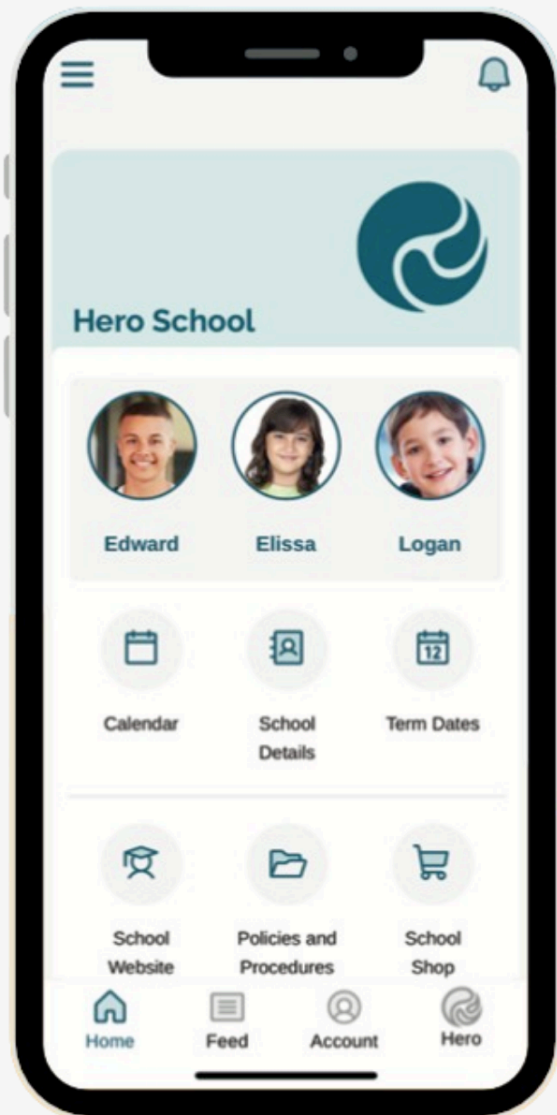 Hero School
Edward Elissa Logan
Calendar School Details Term Dates
12
School Website Policies and Procedures School Shop
Home Feed Account Hero